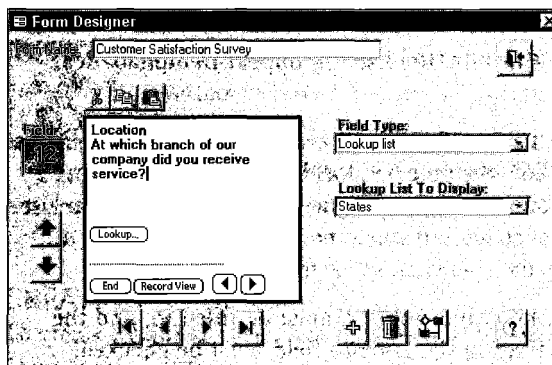 Form Designer
Form Name:
Customer Satisfaction Survey
Field:
12
Location
At which branch of our
company did you receive
service?
Lookup...
End
Record View
Field Type:
Lookup list
Lookup List To Display:
States
?